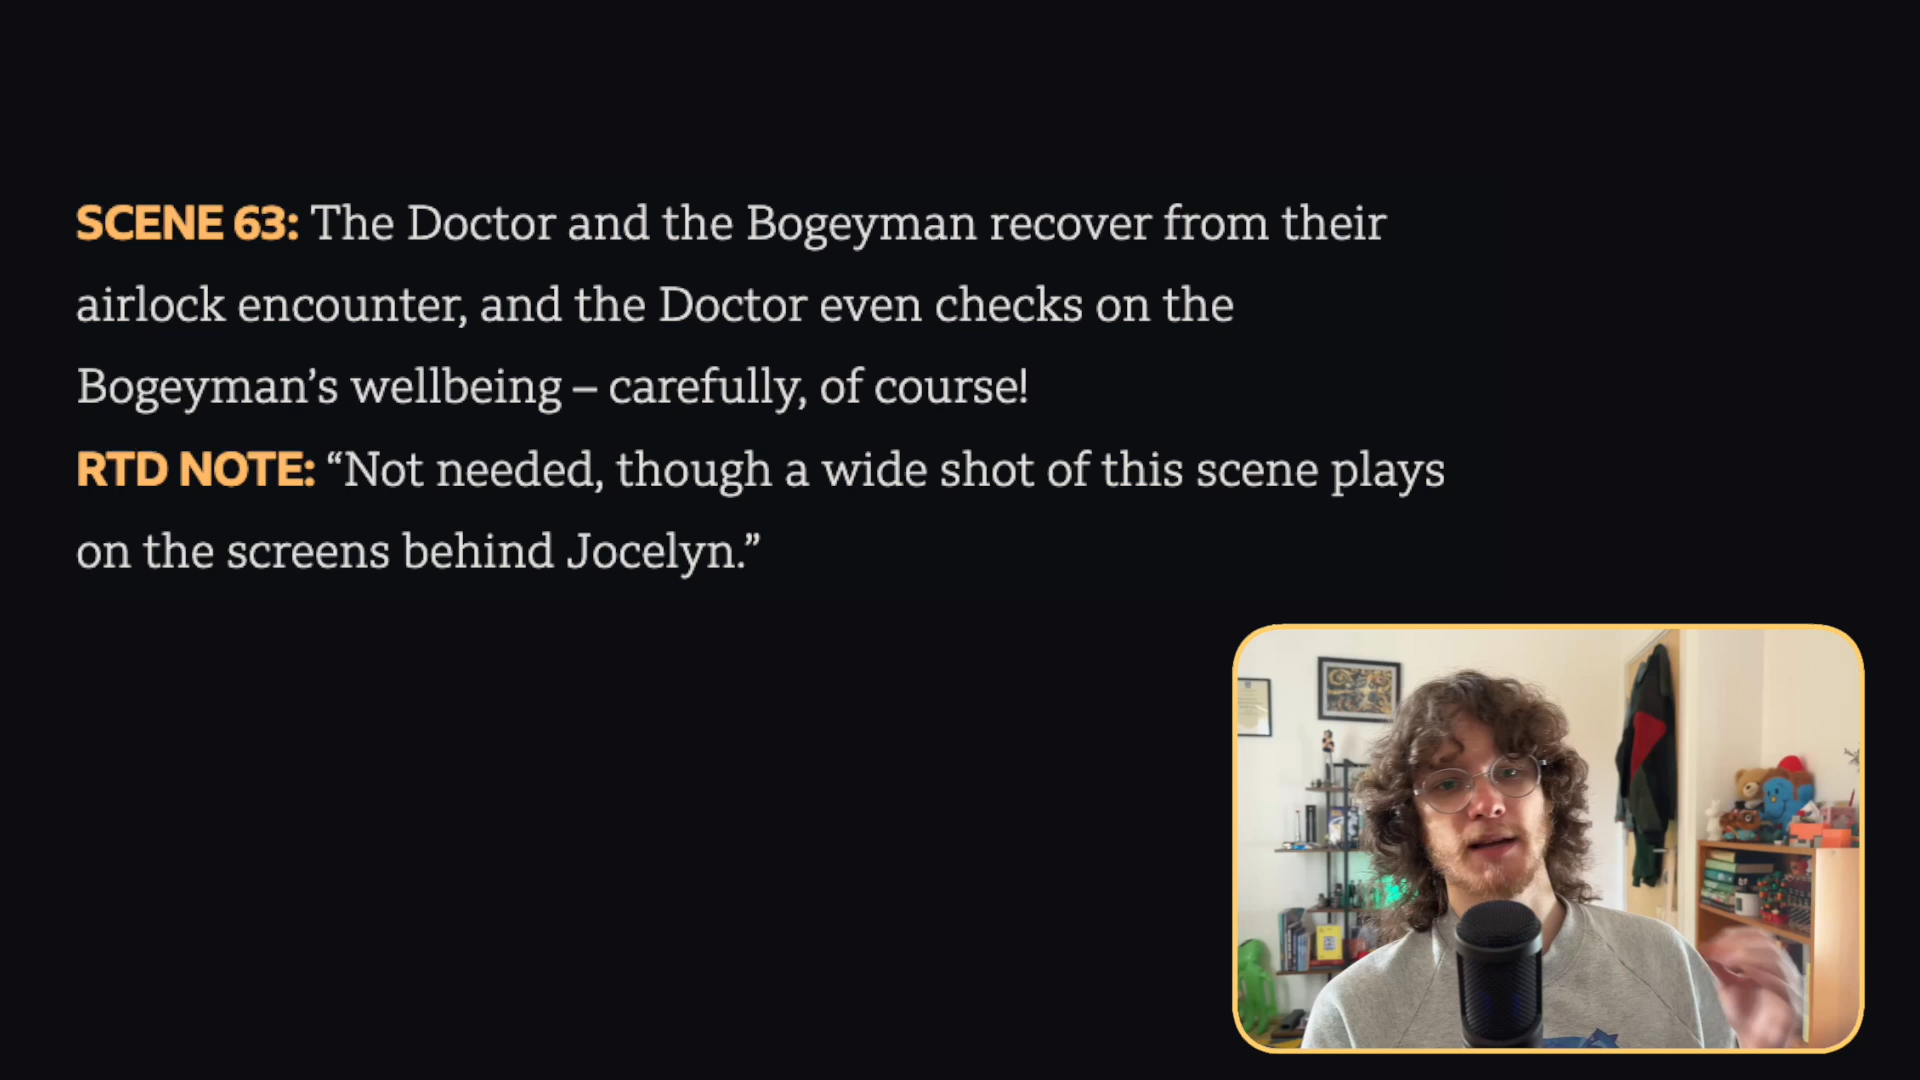 SCENE 63: The Doctor and the Bogeyman recover from their
airlock encounter, and the Doctor even checks on the
Bogeyman’s wellbeing – carefully, of course!
RTD NOTE: “Not needed, though a wide shot of this scene plays
on the screens behind Jocelyn.”